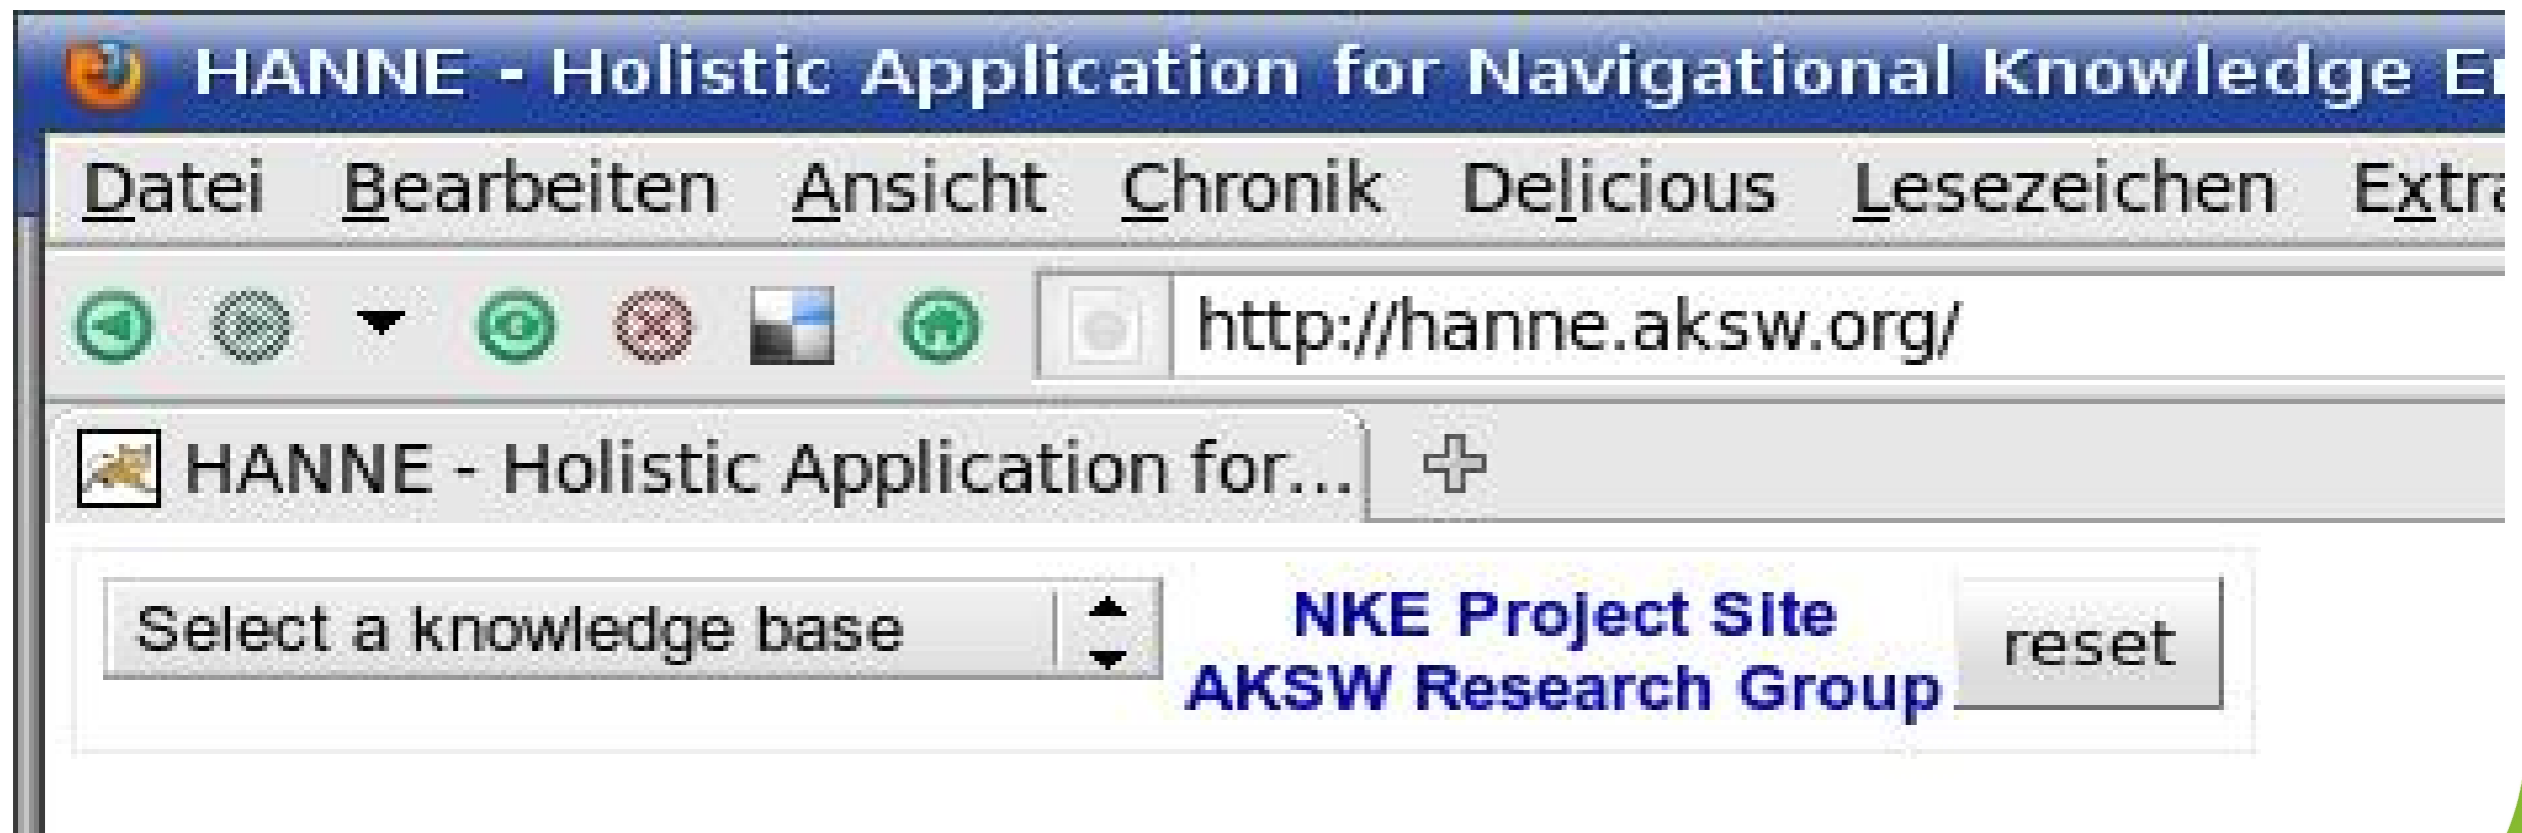 HANNE - Holistic Application for Navigational Knowledge
Datei Bearbeiten Ansicht Chronik Delicious Lesezeichen
http://hanne.aksw.org/
HANNE - Holistic Application for...
Select a knowledge base
NKE Project Site
AKSW Research Group
reset